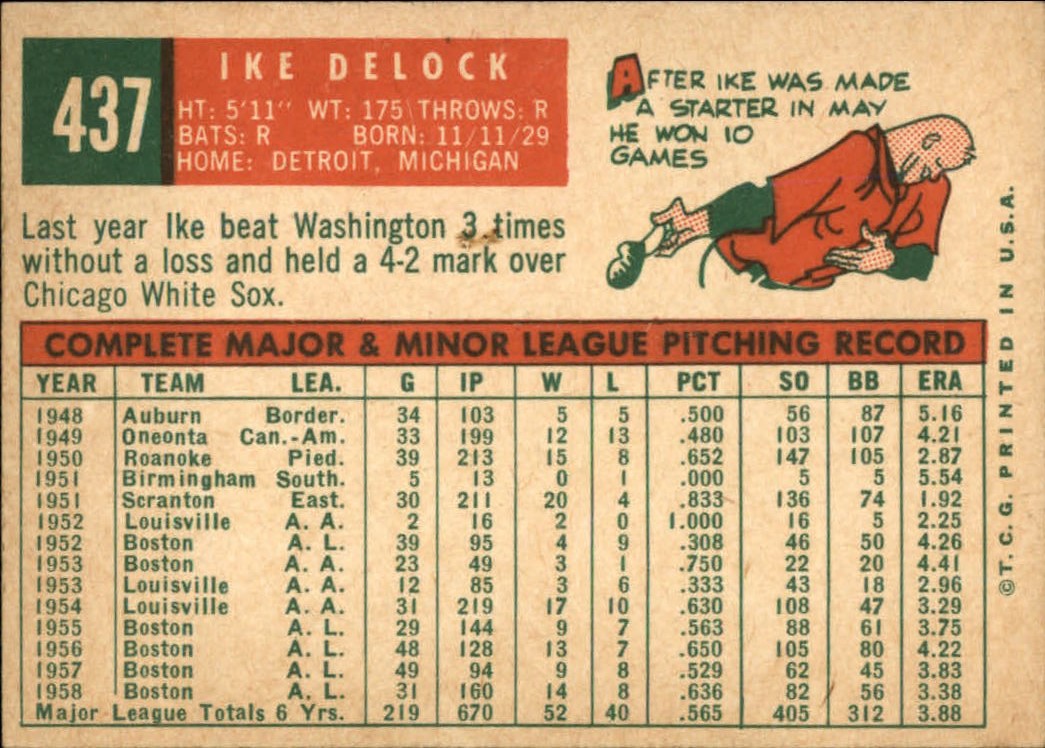 437
IKE DELOCK
HT: 5'11" WT: 175\THROWS: R
BATS: R BORN: 11/11/29
HOME: DETROIT, MICHIGAN
AFTER IKE WAS MADE
A STARTER IN MAY
HE WON 10
GAMES
Last year Ike beat Washington 3 times
without a loss and held a 4-2 mark over
Chicago White Sox.
COMPLETE MAJOR & MINOR LEAGUE PITCHING RECORD
YEAR TEAM LEA. G IP W L PCT SO BB ERA
1948 Auburn Border. 34 103 5 5 .500 56 87 5.16
1949 Oneonta Can.-Am. 33 199 12 13 .480 103 107 4.21
1950 Roanoke Pied. 39 213 15 8 .652 147 105 2.87
1951 Birmingham South. 5 13 0 1 .000 5 5 5.54
1951 Scranton East. 30 211 20 4 .833 136 74 1.92
1952 Louisville A. A. 2 16 2 0 1.000 16 5 2.25
1952 Boston A. L. 39 95 4 9 .308 46 50 4.26
1953 Boston A. L. 23 49 3 1 .750 22 20 4.41
1953 Louisville A. A. 12 85 3 6 .333 43 18 2.96
1954 Louisville A. A. 31 219 17 10 .630 108 47 3.29
1955 Boston A. L. 29 144 9 7 .563 88 61 3.75
1956 Boston A. L. 48 128 13 7 .650 105 80 4.22
1957 Boston A. L. 49 94 9 8 .529 62 45 3.83
1958 Boston A. L. 31 160 14 8 .636 82 56 3.38
Major League Totals 6 Yrs. 219 670 52 40 .565 405 312 3.88
©T.C.G. PRINTED IN U.S.A.